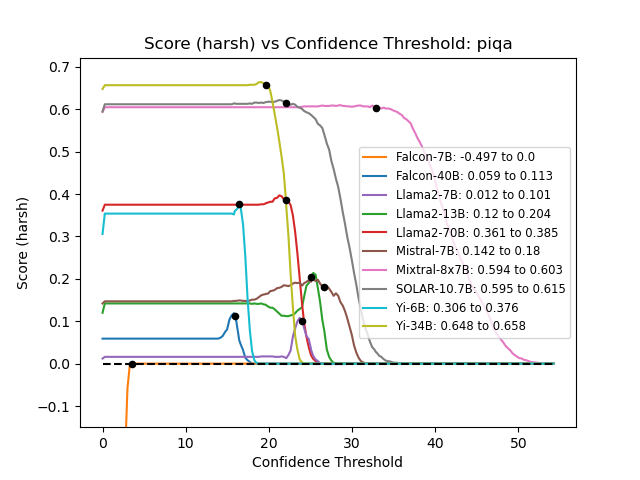 Score (harsh) vs Confidence Threshold: piqa
0.7
0.6
0.5
0.4
0.3
0.2
0.1
0.0
−0.1
Score (harsh)
Falcon-7B: -0.497 to 0.0
Falcon-40B: 0.059 to 0.113
Llama2-7B: 0.012 to 0.101
Llama2-13B: 0.12 to 0.204
Llama2-70B: 0.361 to 0.385
Mistral-7B: 0.142 to 0.18
Mixtral-8x7B: 0.594 to 0.603
SOLAR-10.7B: 0.595 to 0.615
Yi-6B: 0.306 to 0.376
Yi-34B: 0.648 to 0.658
0 10 20 30 40 50
Confidence Threshold